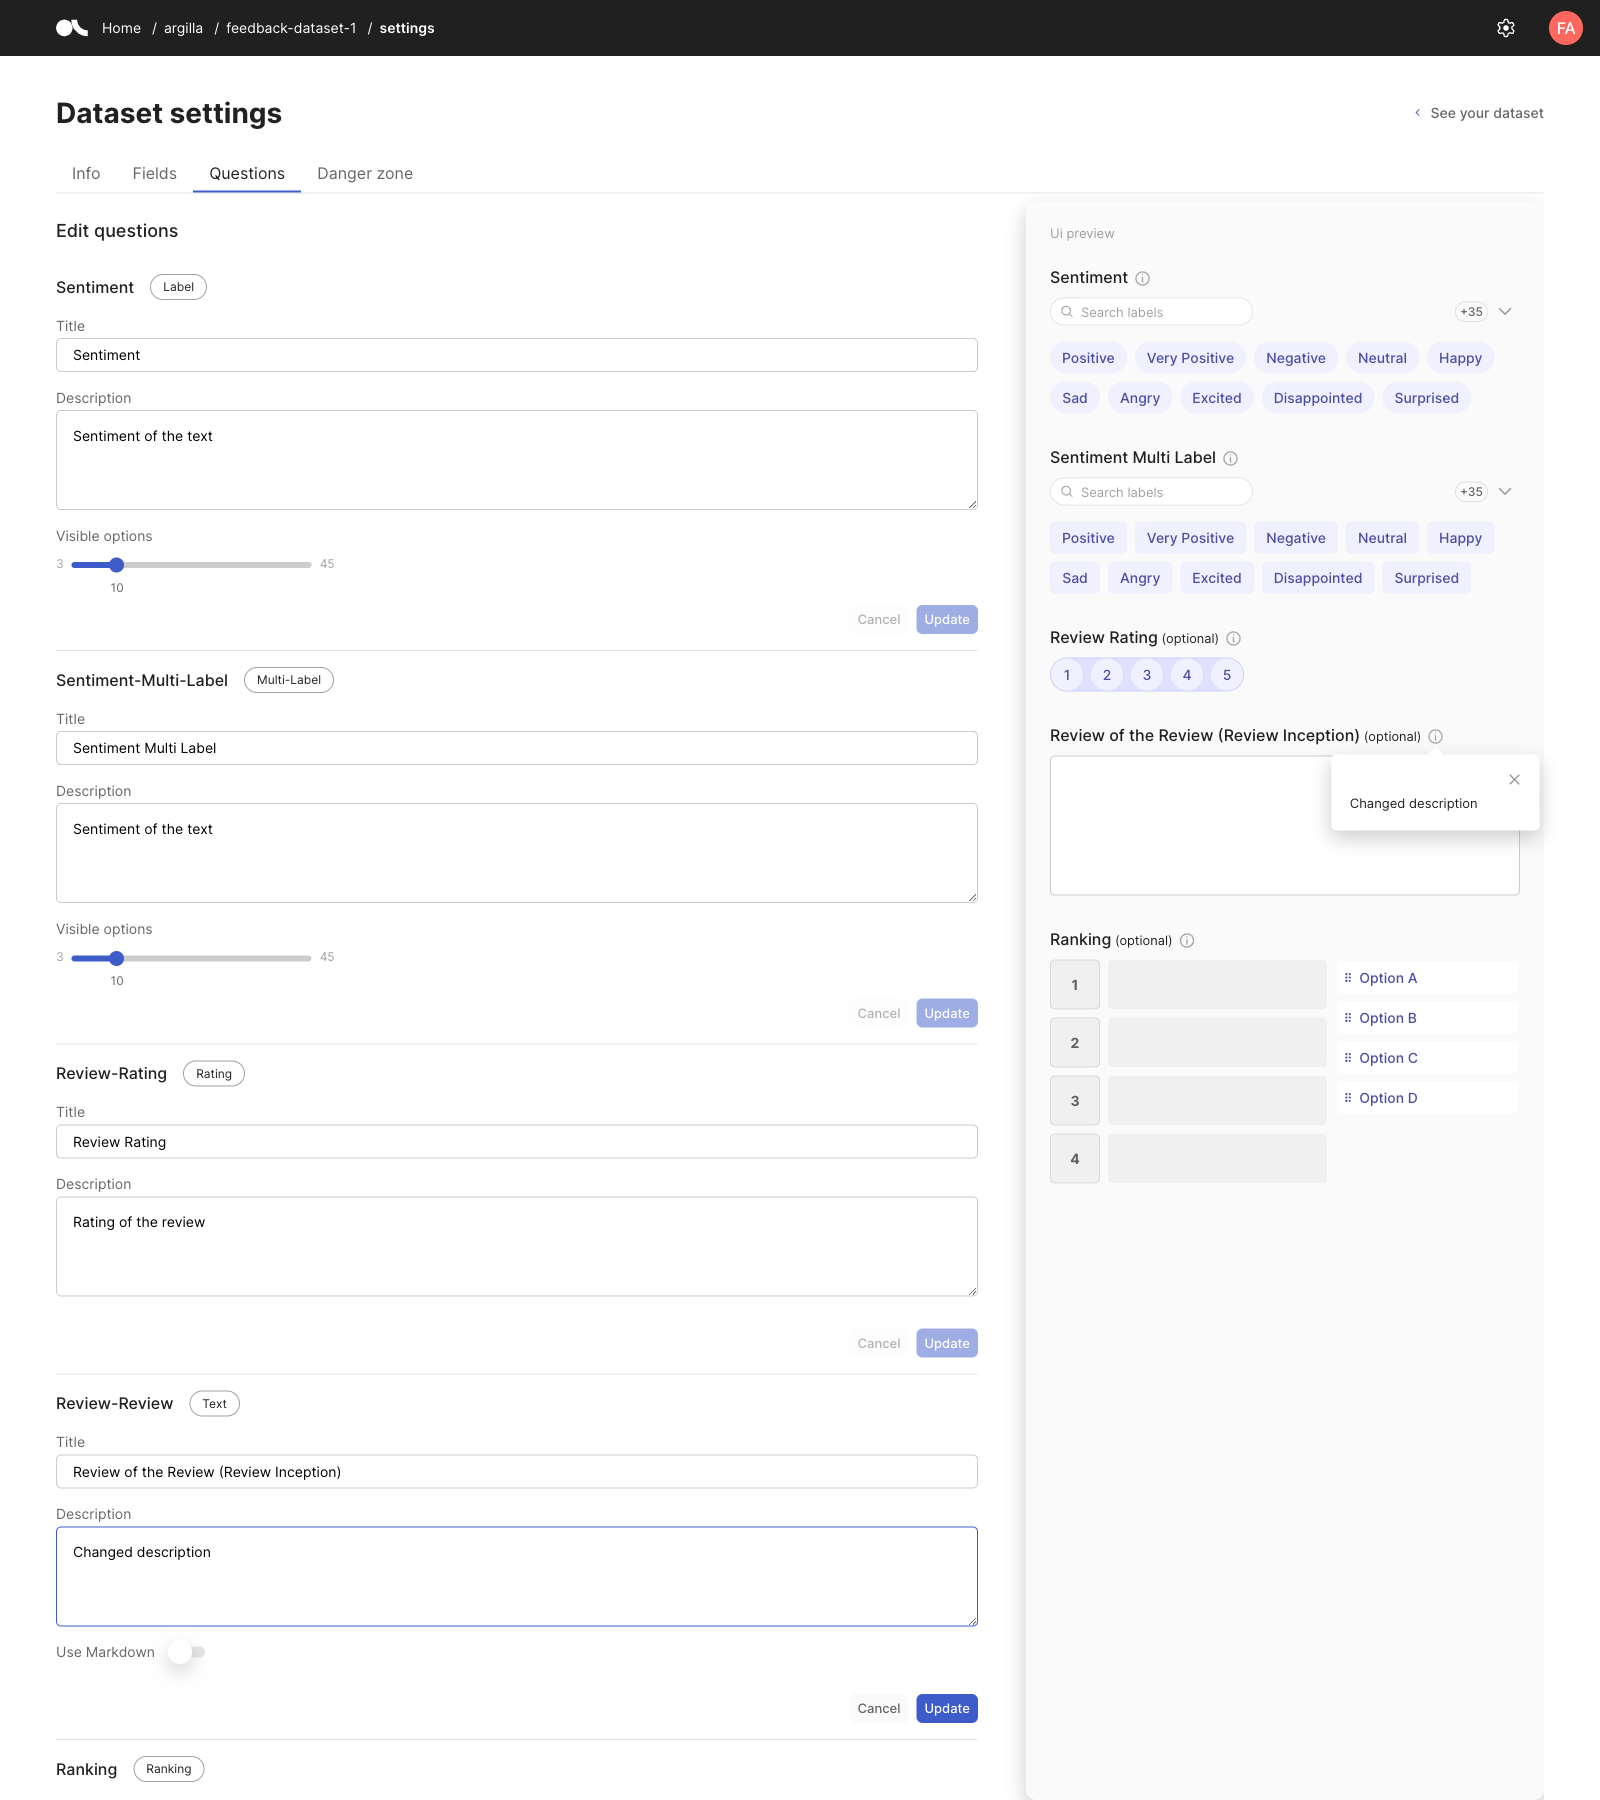 Home / argilla / feedback-dataset-1 / settings
FA
Dataset settings
See your dataset
Info Fields Questions Danger zone
Edit questions
Sentiment Label
Title
Sentiment
Description
Sentiment of the text
Visible options
3 45
10
Cancel Update
Sentiment-Multi-Label Multi-Label
Title
Sentiment Multi Label
Description
Sentiment of the text
Visible options
3 45
10
Cancel Update
Review-Rating Rating
Title
Review Rating
Description
Rating of the review
Cancel Update
Review-Review Text
Title
Review of the Review (Review Inception)
Description
Changed description
Use Markdown
Cancel Update
Ranking Ranking
Ui preview
Sentiment
Search labels +35
Positive Very Positive Negative Neutral Happy
Sad Angry Excited Disappointed Surprised
Sentiment Multi Label
Search labels +35
Positive Very Positive Negative Neutral Happy
Sad Angry Excited Disappointed Surprised
Review Rating (optional)
1 2 3 4 5
Review of the Review (Review Inception) (optional)
Changed description
Ranking (optional)
1
2
3
4
Option A
Option B
Option C
Option D